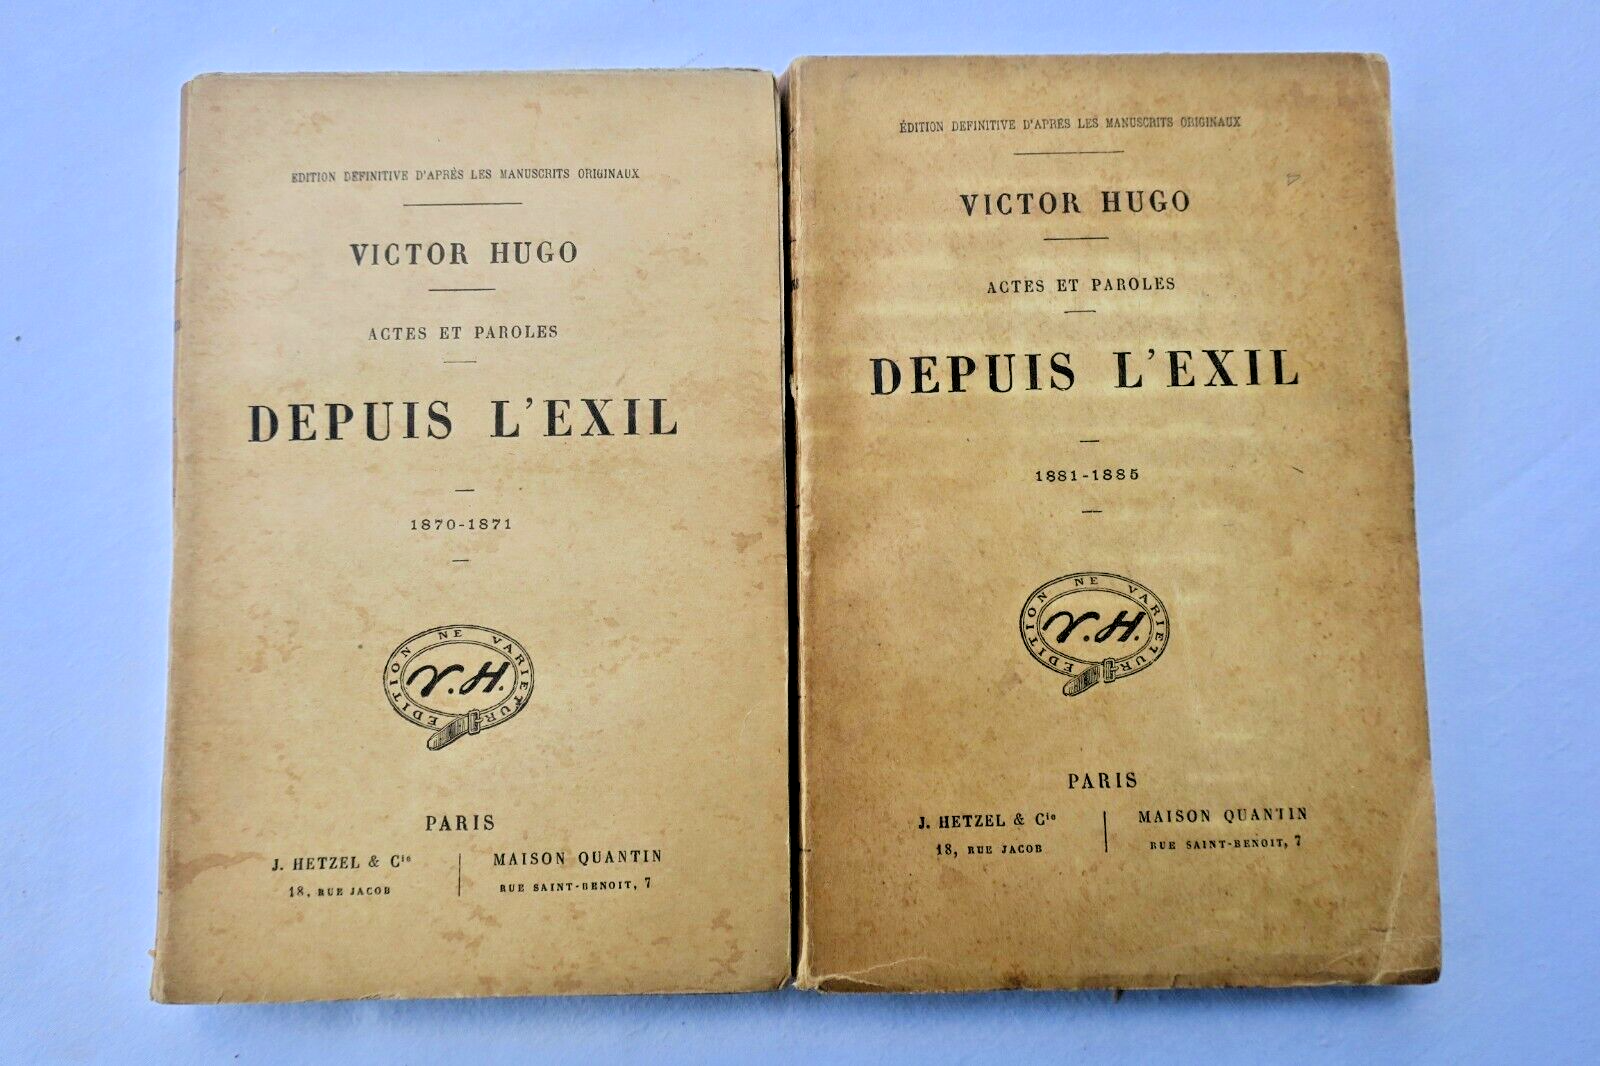 EDITION DEFINITIVE D'APRÈS LES MANUSCRITS ORIGINAUX
VICTOR HUGO
ACTES ET PAROLES
DEPUIS L'EXIL
1870-1871
EDITION NE VARIETUR
V.H.
PARIS
J. HETZEL & Cie
18, RUE JACOB
MAISON QUANTIN
RUE SAINT-BENOIT, 7
ÉDITION DEFINITIVE D'APRES LES MANUSCRITS ORIGINAUX
VICTOR HUGO
ACTES ET PAROLES
DEPUIS L'EXIL
1881-1885
EDITION NE VARIETUR
V.H.
PARIS
J. HETZEL & Cie
18, RUE JACOB
MAISON QUANTIN
RUE SAINT-BENOIT, 7